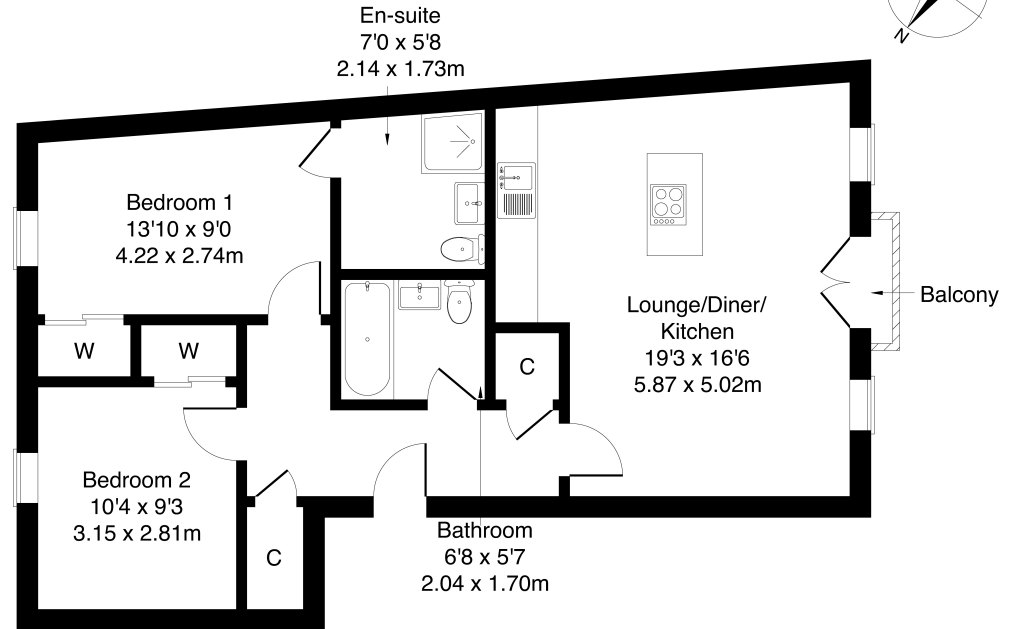 En-suite
7'0 x 5'8
2.14 x 1.73m
N
Bedroom 1
13'10 x 9'0
4.22 x 2.74m
Lounge/Diner/
Kitchen
19'3 x 16'6
5.87 x 5.02m
Balcony
W
W
C
Bedroom 2
10'4 x 9'3
3.15 x 2.81m
C
Bathroom
6'8 x 5'7
2.04 x 1.70m